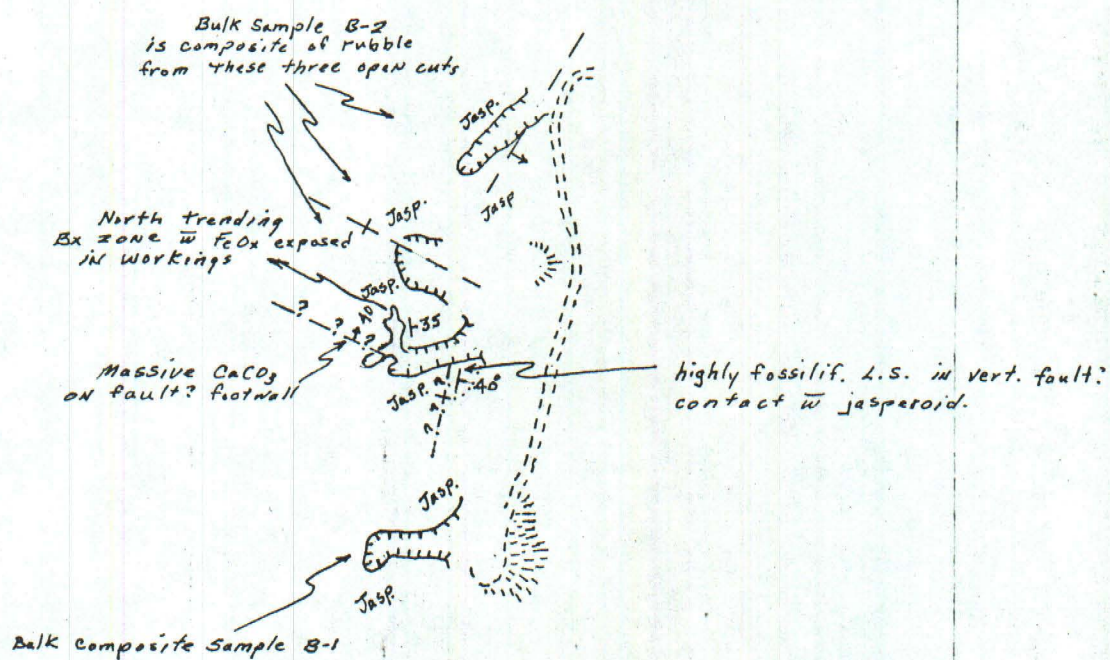 Bulk Sample B-2
is composite of rubble
from these three open cuts
Jasp.
Jasp
Jasp.
North trending
Bx zone w̅ FeOx exposed
in workings
Jasp.
?
?
?
40
35
Massive CaCO3
on fault? footwall
40°
Jasp.
?
?
?
highly fossilif. L.S. in vert. fault?
contact w̅ jasperoid.
Jasp.
Jasp.
Bulk Composite Sample B-1